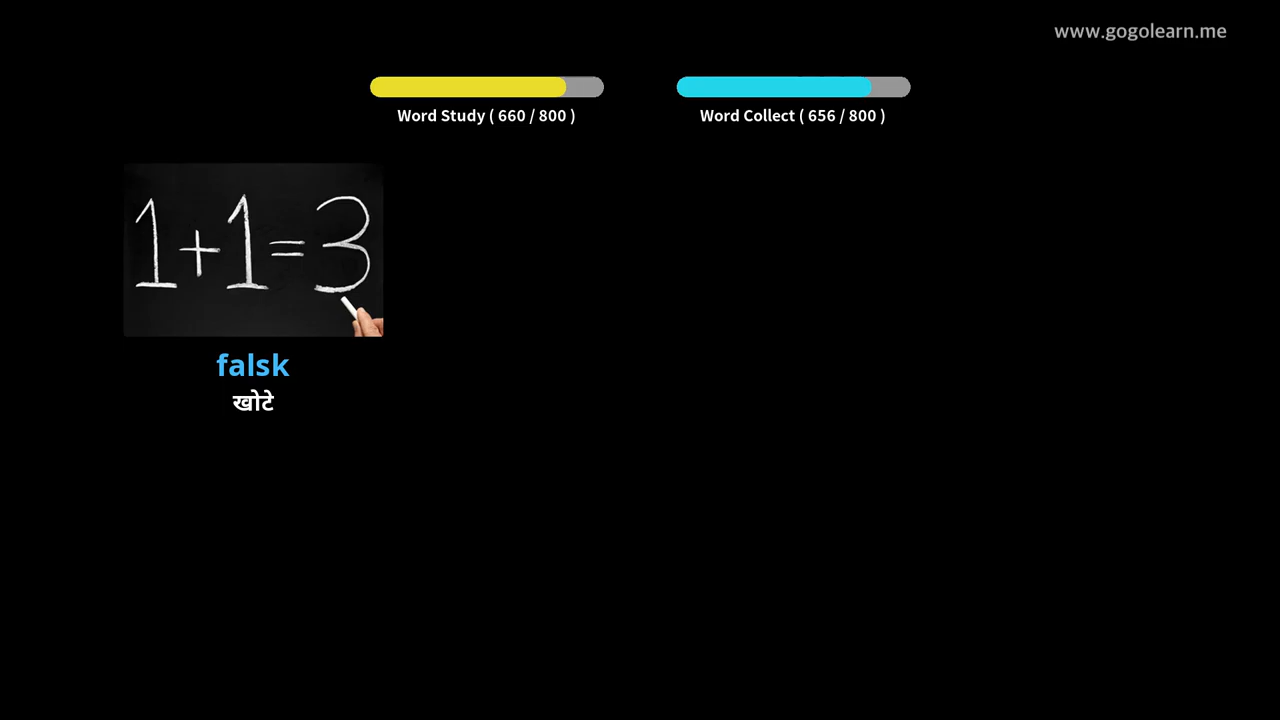 www.gogolearn.me
Word Study ( 660 / 800 )
Word Collect ( 656 / 800 )
1+1=3
falsk
खोटे